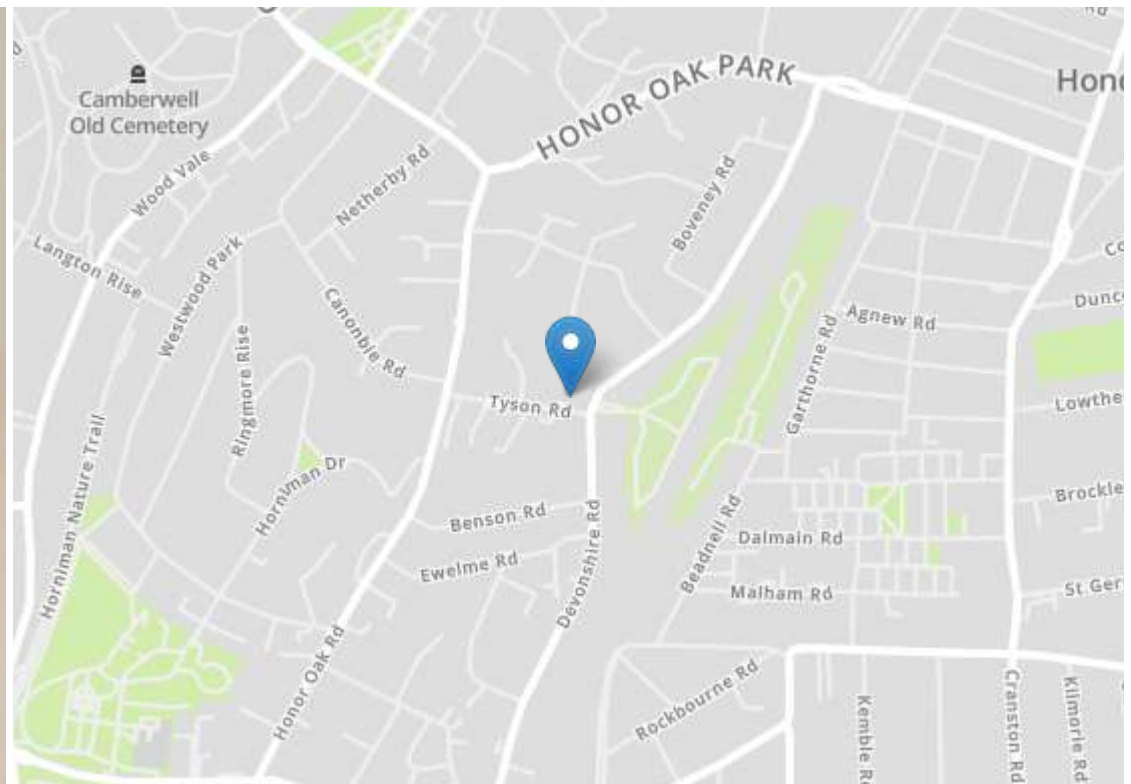 HONOR OAK PARK
Hono
Camberwell
Old Cemetery
Wood Vale
Netherby Rd
Boveney Rd
Langton Rise
Westwood Park
Canonbie Rd
Agnew Rd
Dunco
Ringmore Rise
Garthorne Rd
Tyson Rd
Lowthe
Horniman Nature Trail
Horniman Dr
Benson Rd
Brockle
Ewelme Rd
Devonshire Rd
Beadnell Rd
Dalmain Rd
Malham Rd
St Ger
Honor Oak Rd
Rockbourne Rd
Kemble R
Cranston Rd
Kilmorie Rd